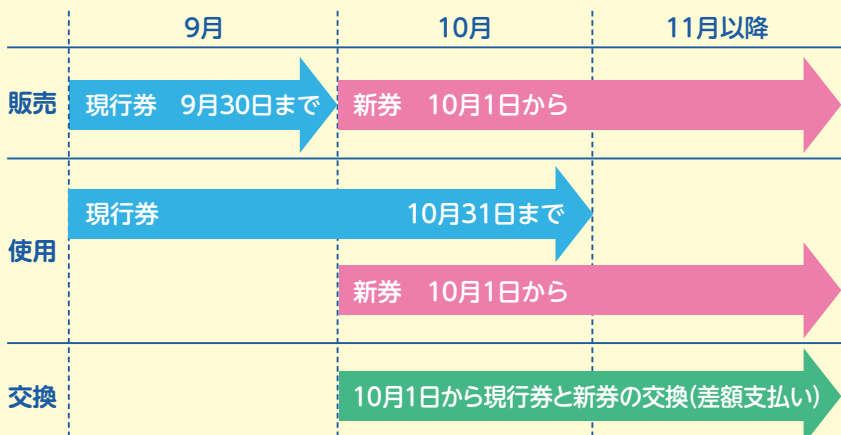 9月 10月 11月以降
販売 現行券 9月30日まで 新券 10月1日から
現行券 10月31日まで
使用
新券 10月1日から
交換 10月1日から現行券と新券の交換(差額支払い)